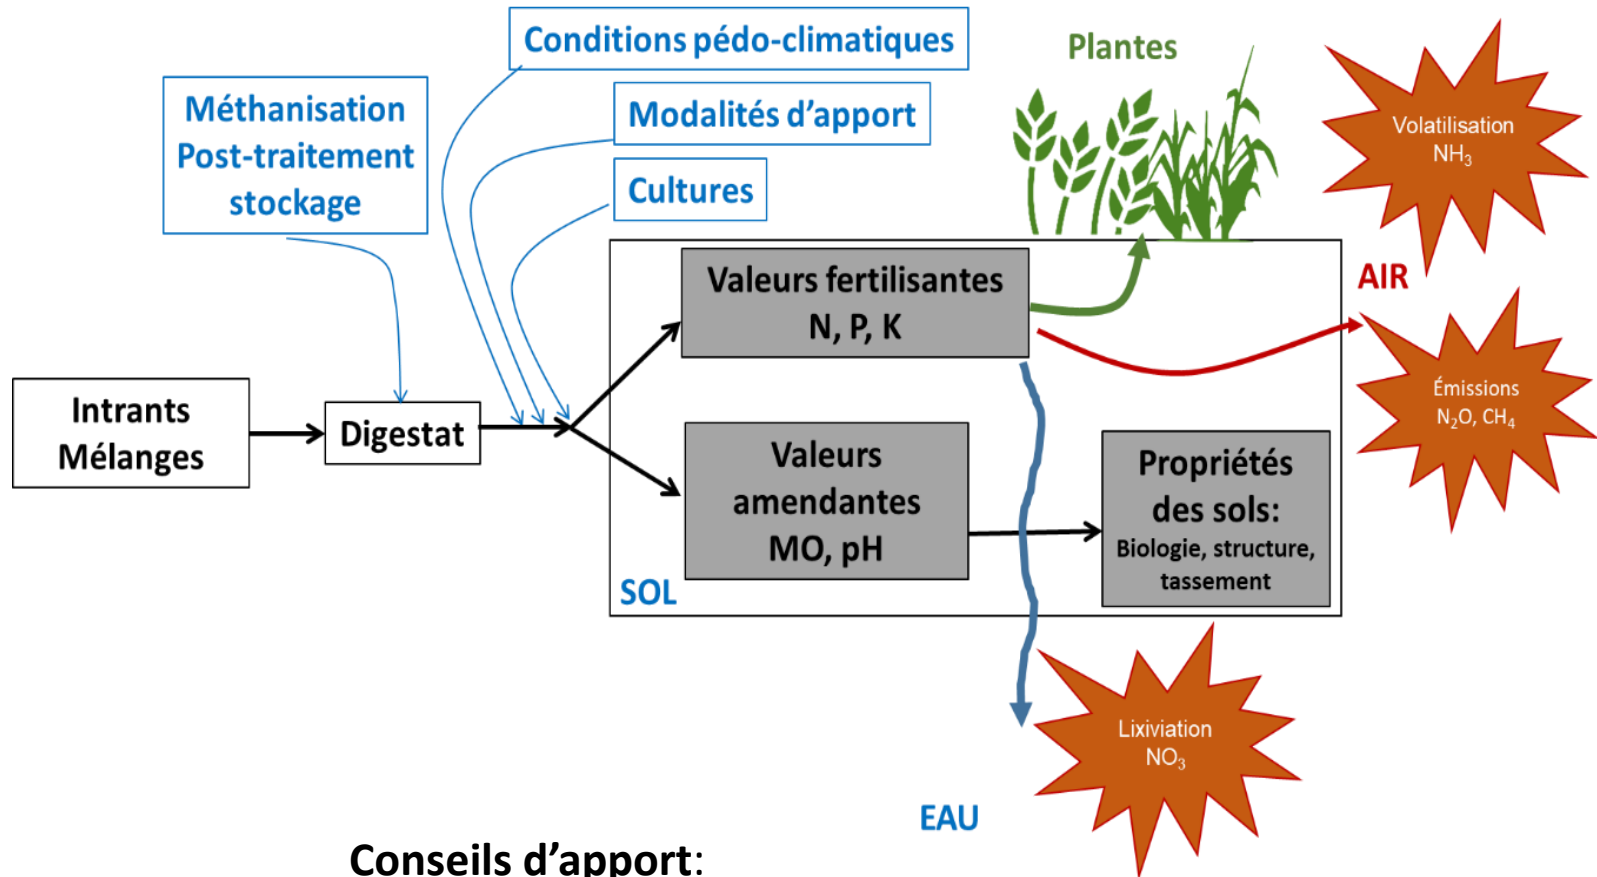 Conditions pédo-climatiques
Plantes
Méthanisation
Post-traitement
stockage
Modalités d'apport
Cultures
Volatilisation
NH₃
Valeurs fertilisantes
N, P, K
AIR
Émissions
N₂O, CH₄
Intrants
Mélanges
Digestat
Valeurs
amendantes
MO, pH
Propriétés
des sols:
Biologie, structure,
tassement
SOL
Lixiviation
NO₃
EAU
Conseils d'apport: